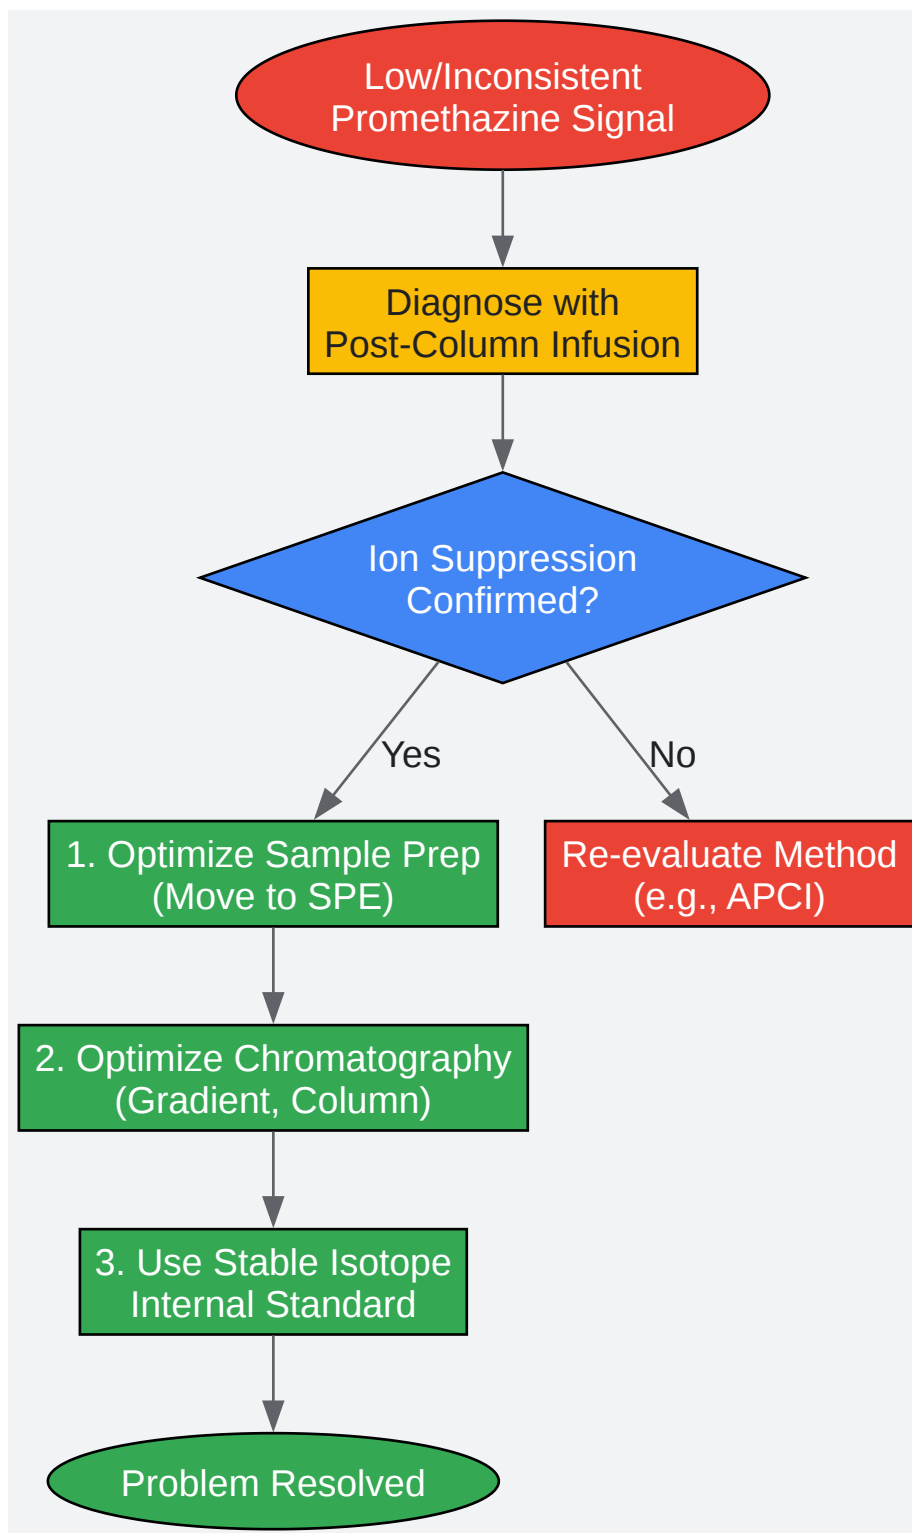 Low/Inconsistent
Promethazine Signal
Diagnose with
Post-Column Infusion
Ion Suppression
Confirmed?
Yes
No
1. Optimize Sample Prep
(Move to SPE)
Re-evaluate Method
(e.g., APCI)
2. Optimize Chromatography
(Gradient, Column)
3. Use Stable Isotope
Internal Standard
Problem Resolved